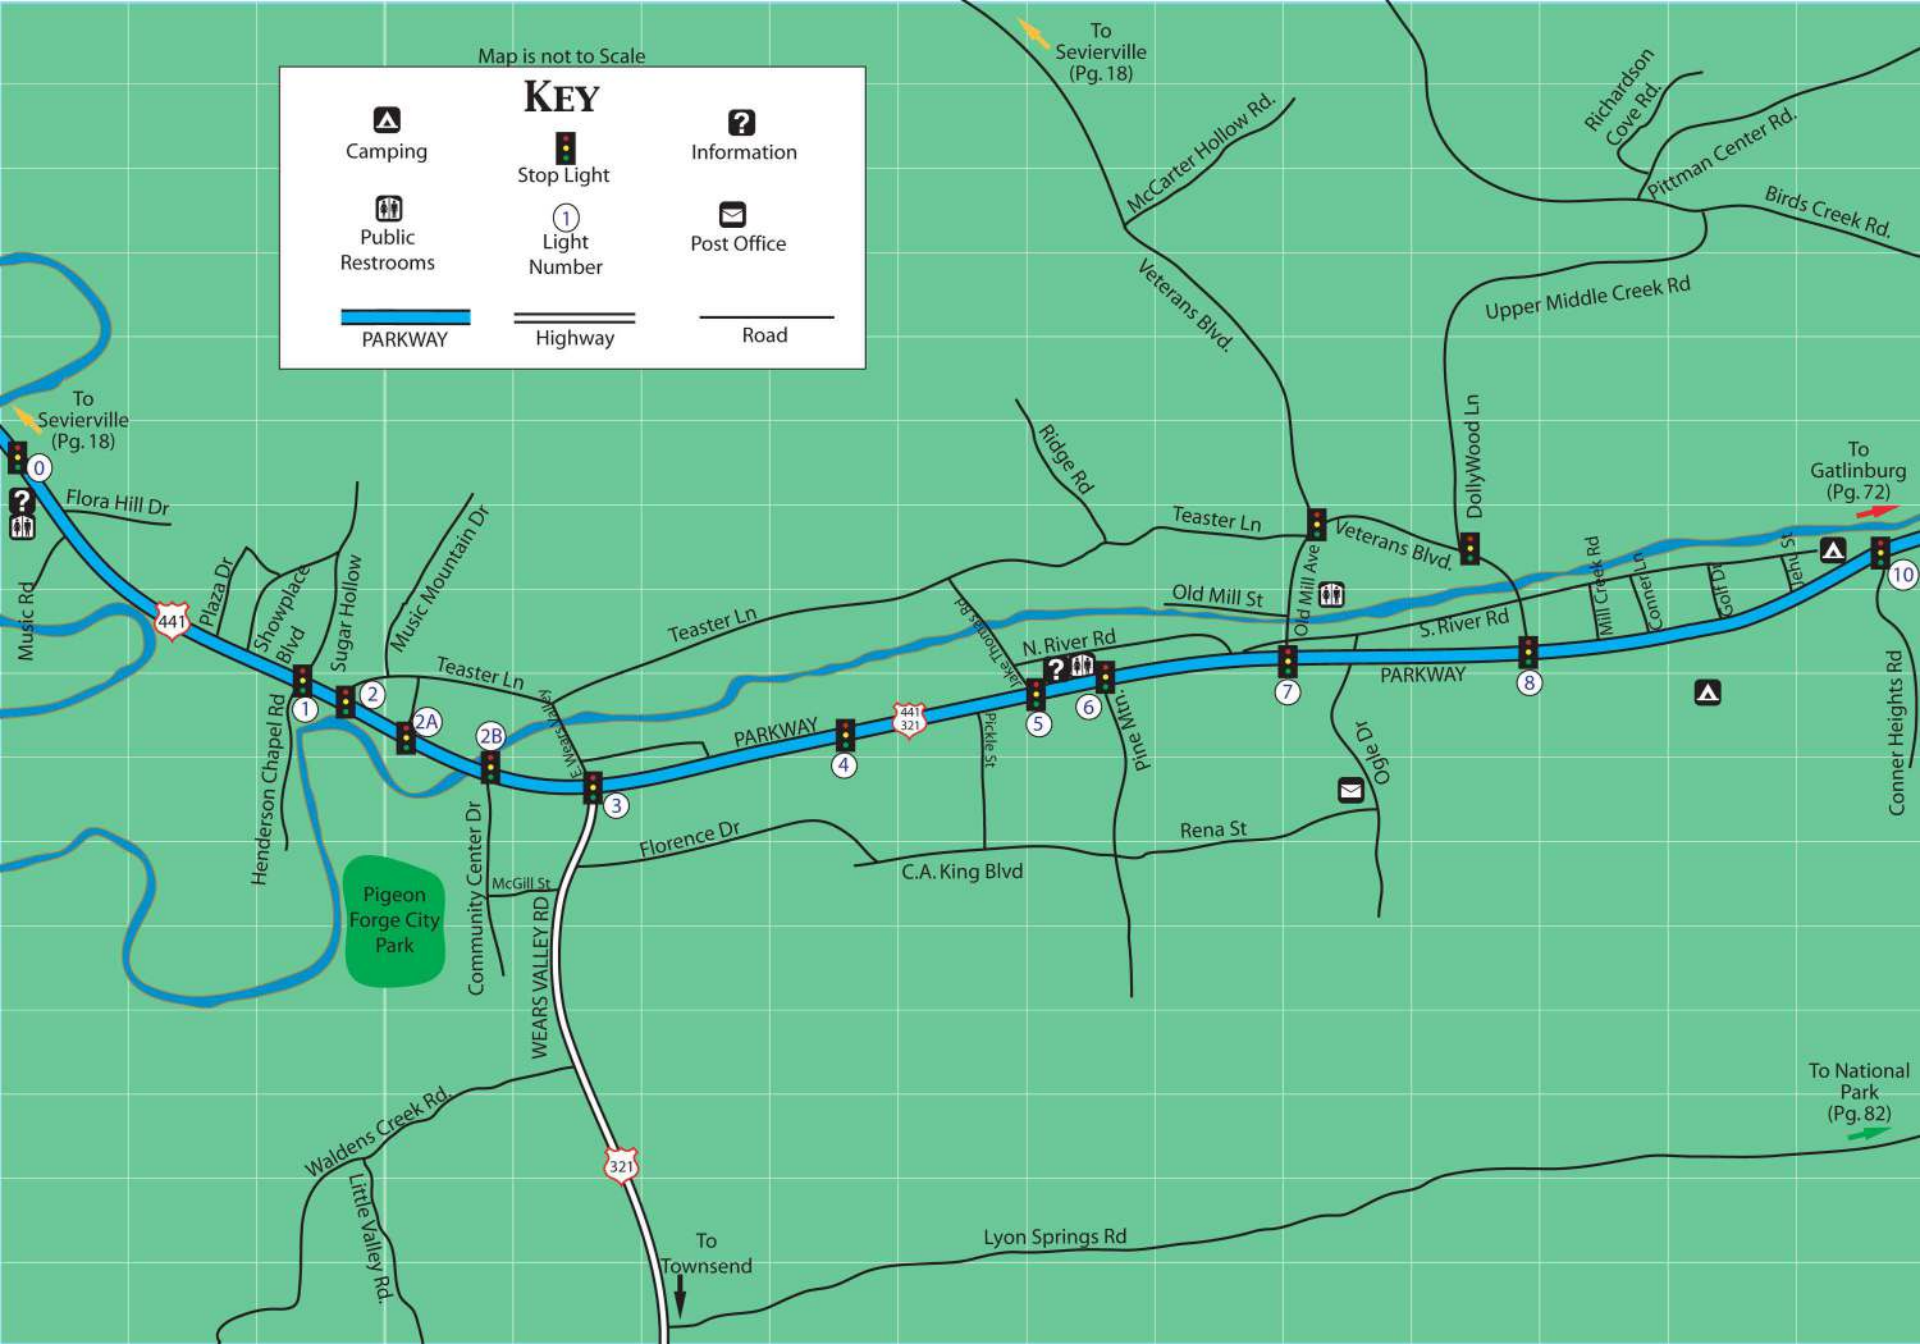 Map is not to Scale
KEY
Camping
Stop Light
Information
Public
Restrooms
1
Light
Number
Post Office
PARKWAY
Highway
Road
To
Sevierville
(Pg. 18)
To
Sevierville
(Pg. 18)
McCarter Hollow Rd.
Veterans Blvd.
Richardson
Cove Rd.
Pittman Center Rd.
Birds Creek Rd.
Upper Middle Creek Rd
DollyWood Ln
To
Gatlinburg
(Pg. 72)
0
Flora Hill Dr
Music Rd
441
Plaza Dr
Showplace
Blvd
Sugar Hollow
Music Mountain Dr
Ridge Rd
Teaster Ln
Veterans Blvd.
Old Mill Ave
Old Mill St
Teaster Ln
Teaster Ln
Jake Thomas Rd
N. River Rd
S. River Rd
Mill Creek Rd
Conner Ln
Golf Dr
Jehu St
10
Conner Heights Rd
Henderson Chapel Rd
1
2
2A
2B
E Wears Valley
3
PARKWAY
4
441
321
Pickle St
5
6
Pine Mtn.
7
PARKWAY
8
Ogle Dr
Florence Dr
C.A. King Blvd
Rena St
Pigeon
Forge City
Park
Community Center Dr
McGill St
WEARS VALLEY RD
Waldens Creek Rd.
Little Valley Rd.
321
To
Townsend
Lyon Springs Rd
To National
Park
(Pg. 82)